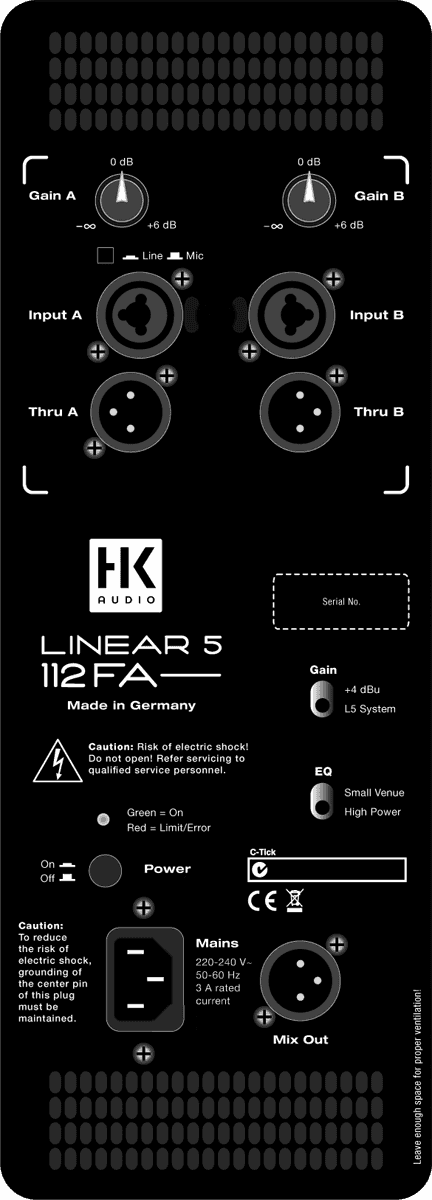 0 dB
0 dB
Gain A
Gain B
-∞
+6 dB
-∞
+6 dB
Line
Mic
Input A
Input B
Thru A
Thru B
HK
AUDIO
Serial No.
LINEAR 5
112 FA
Made in Germany
Gain
+4 dBu
L5 System
Caution: Risk of electric shock!
Do not open! Refer servicing to
qualified service personnel.
EQ
Small Venue
High Power
Green = On
Red = Limit/Error
C-Tick
On
Off
Power
CE
Caution:
To reduce
the risk of
electric shock,
grounding of
the center pin
of this plug
must be
maintained.
Mains
220-240 V~
50-60 Hz
3 A rated
current
Mix Out
Leave enough space for proper ventilation!